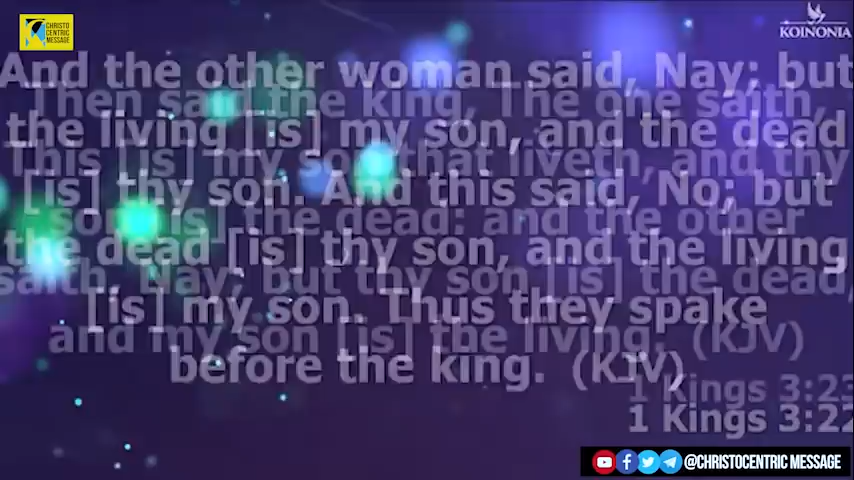 CHRISTO
CENTRIC
MESSAGE
KOINONIA
And the other woman said, Nay; but
the living [is] my son, and the dead
[is] thy son. And this said, No; but
the dead [is] thy son, and the living
[is] my son. Thus they spake
before the king. (KJV)
1 Kings 3:22
Then said the king, The one saith,
This [is] my son that liveth, and thy
son [is] the dead: and the other
saith, Nay; but thy son [is] the dead,
and my son [is] the living. (KJV)
1 Kings 3:23
@CHRISTOCENTRIC MESSAGE